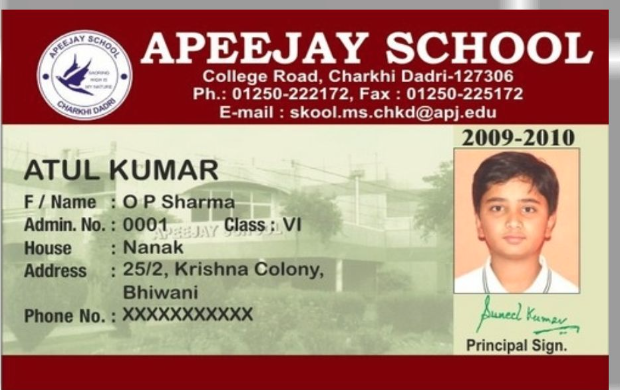 APEEJAY SCHOOL
SOARING
HIGH IS
MY NATURE
CHARKHI DADRI
APEEJAY SCHOOL
College Road, Charkhi Dadri-127306
Ph.: 01250-222172, Fax : 01250-225172
E-mail : skool.ms.chkd@apj.edu
2009-2010
ATUL KUMAR
F / Name : O P Sharma
Admin. No. : 0001 Class : VI
House : Nanak
Address : 25/2, Krishna Colony,
Bhiwani
Phone No. : XXXXXXXXXXX
APEEJAY SCHOOL
Suneel Kumar
Principal Sign.